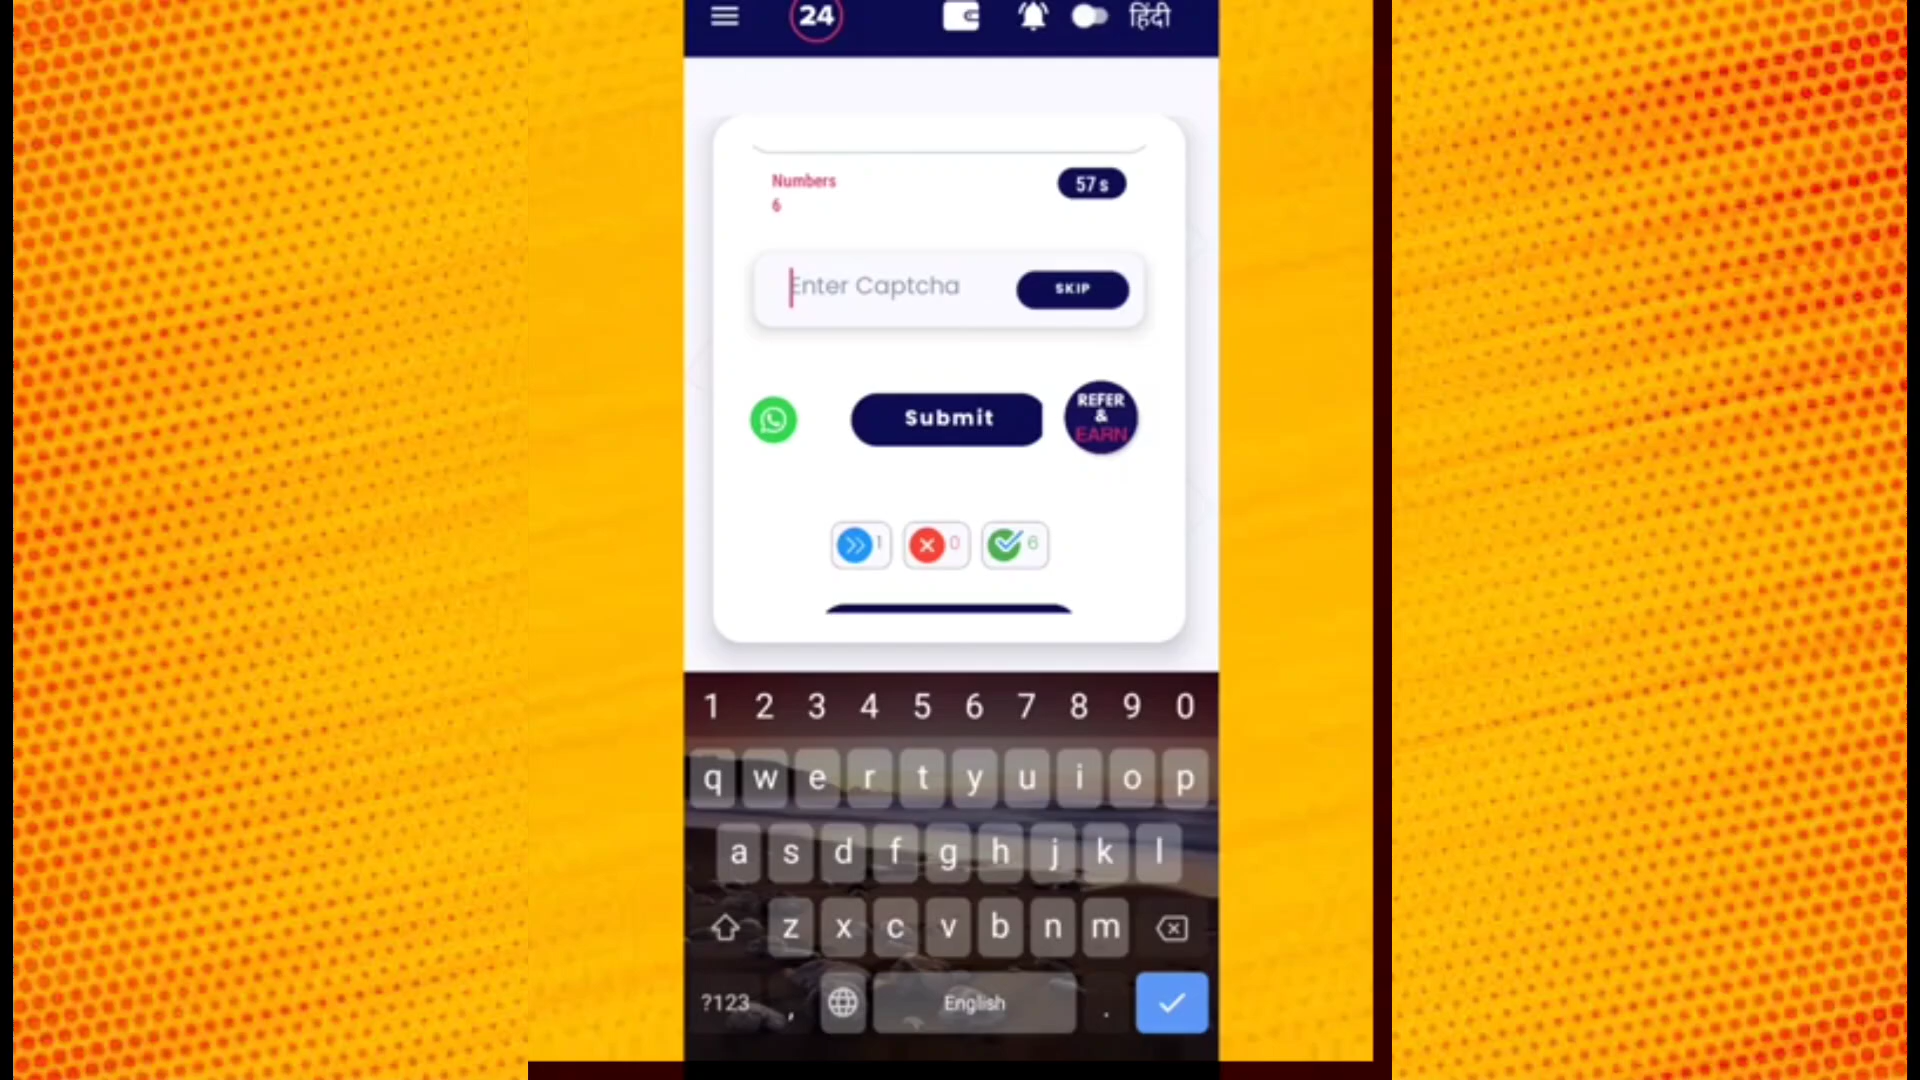 24 हिंदी
Numbers 57 s
6
Enter Captcha SKIP
Submit
REFER
&
EARN
1 0 6
1 2 3 4 5 6 7 8 9 0
q w e r t y u i o p
a s d f g h j k l
z x c v b n m
?123 , English .